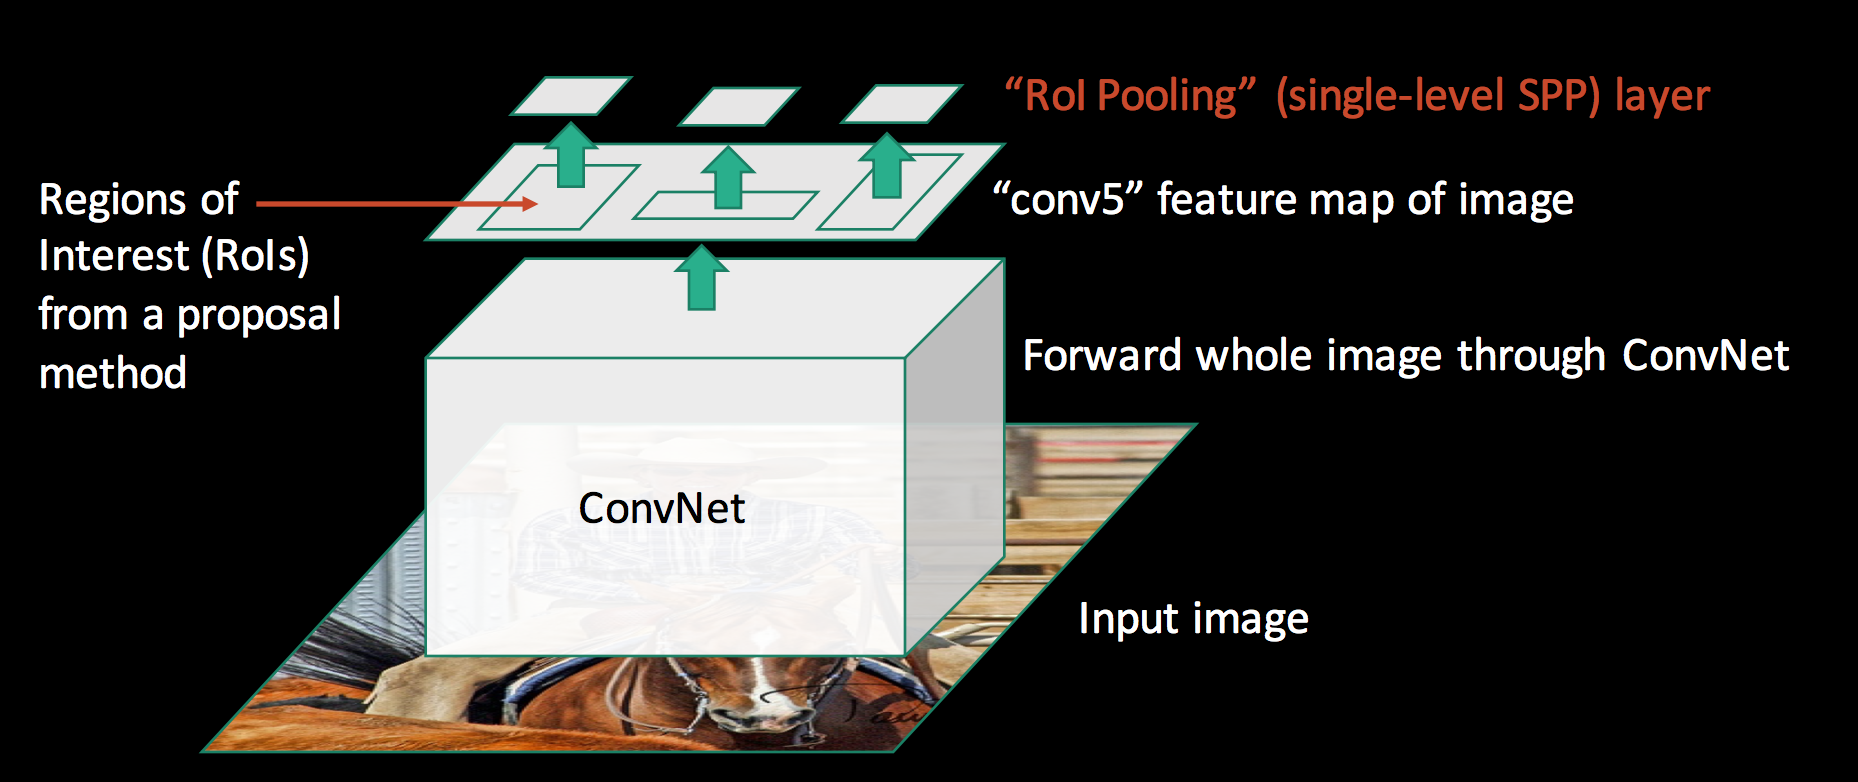 “RoI Pooling” (single-level SPP) layer
Regions of
Interest (RoIs)
from a proposal
method
“conv5” feature map of image
Forward whole image through ConvNet
ConvNet
Input image